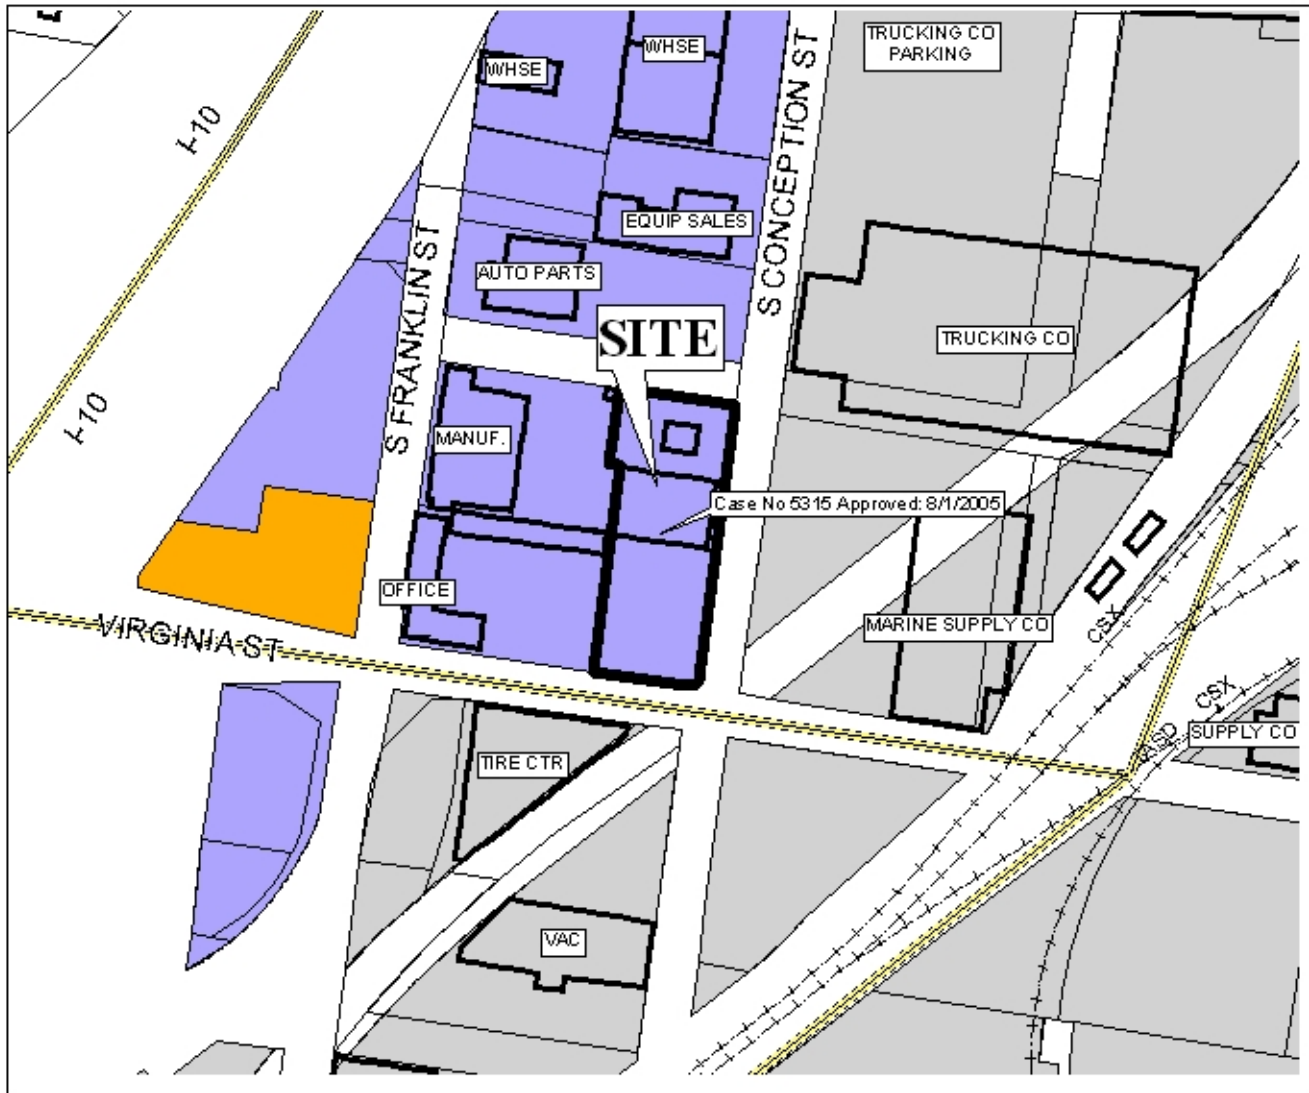 TRUCKING CO
PARKING
WHSE
WHSE
I-10
S CONCEPTION ST
EQUIP SALES
S FRANKLIN ST
AUTO PARTS
SITE
TRUCKING CO
I-10
MANUF.
Case No 5315 Approved: 8/1/2005
OFFICE
VIRGINIA ST
MARINE SUPPLY CO
CSX
CSX
SUPPLY CO
TIRE CTR
VAC